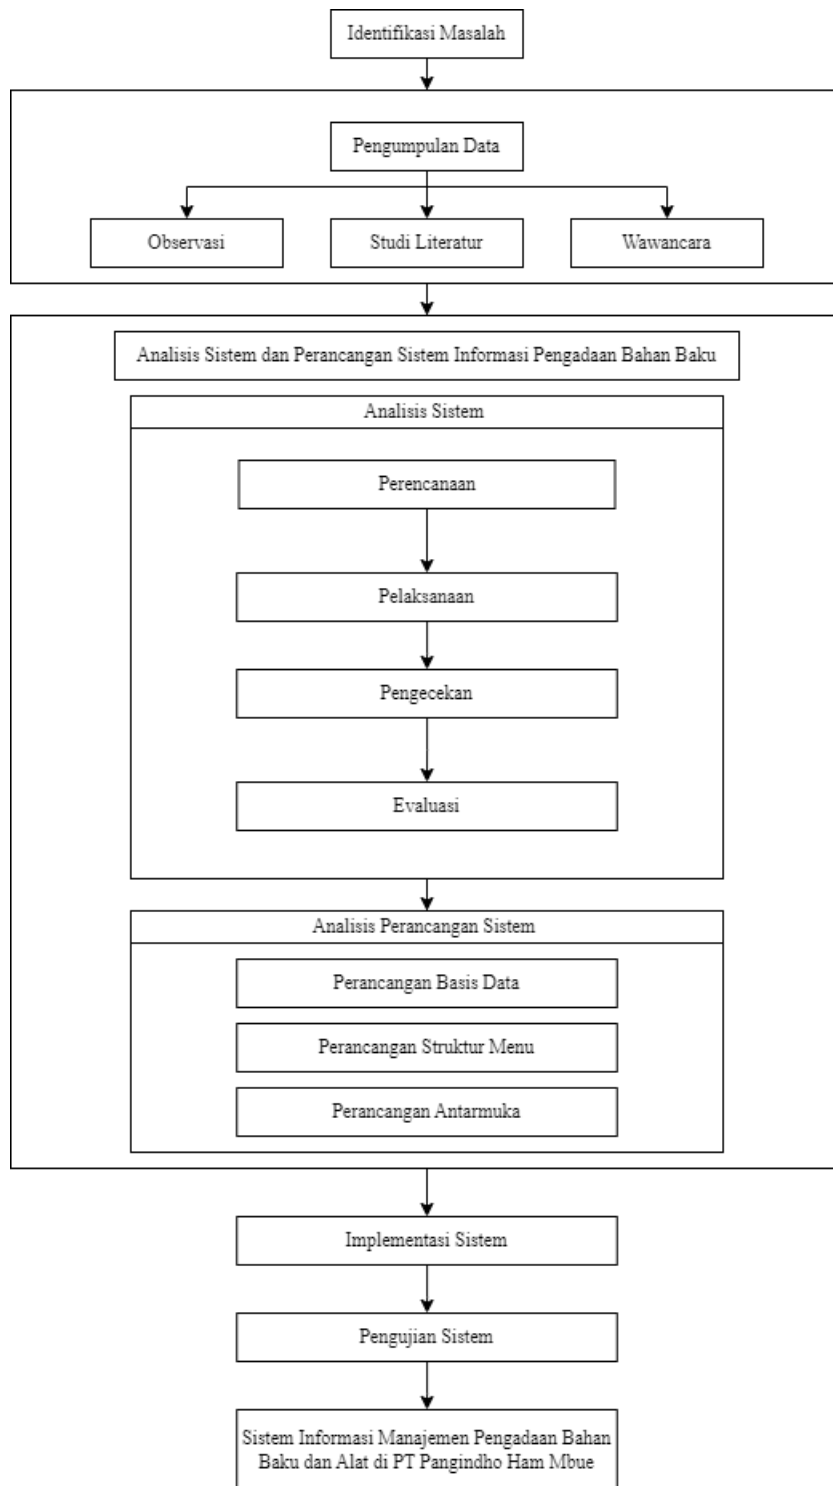 Identifikasi Masalah
Pengumpulan Data
Observasi
Studi Literatur
Wawancara
Analisis Sistem dan Perancangan Sistem Informasi Pengadaan Bahan Baku
Analisis Sistem
Perencanaan
Pelaksanaan
Pengecekan
Evaluasi
Analisis Perancangan Sistem
Perancangan Basis Data
Perancangan Struktur Menu
Perancangan Antarmuka
Implementasi Sistem
Pengujian Sistem
Sistem Informasi Manajemen Pengadaan Bahan
Baku dan Alat di PT Pangindho Ham Mbue